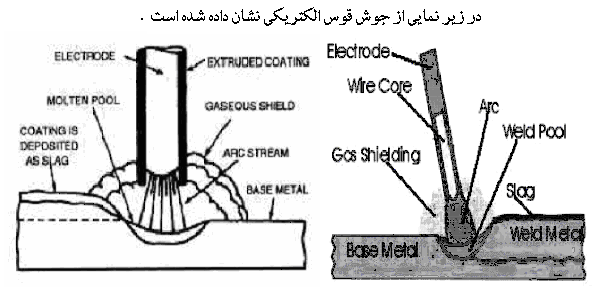 در زیر نمایی از جوش قوس الکتریکی نشان داده شده است .
ELECTRODE
EXTRUDED COATING
MOLTEN POOL
GASEOUS SHIELD
COATING IS
DEPOSITED
AS SLAG
ARC STREAM
BASE METAL
Electrode
Wire Core
Arc
Weld Pool
Gas Shielding
Slag
Weld Metal
Base Metal